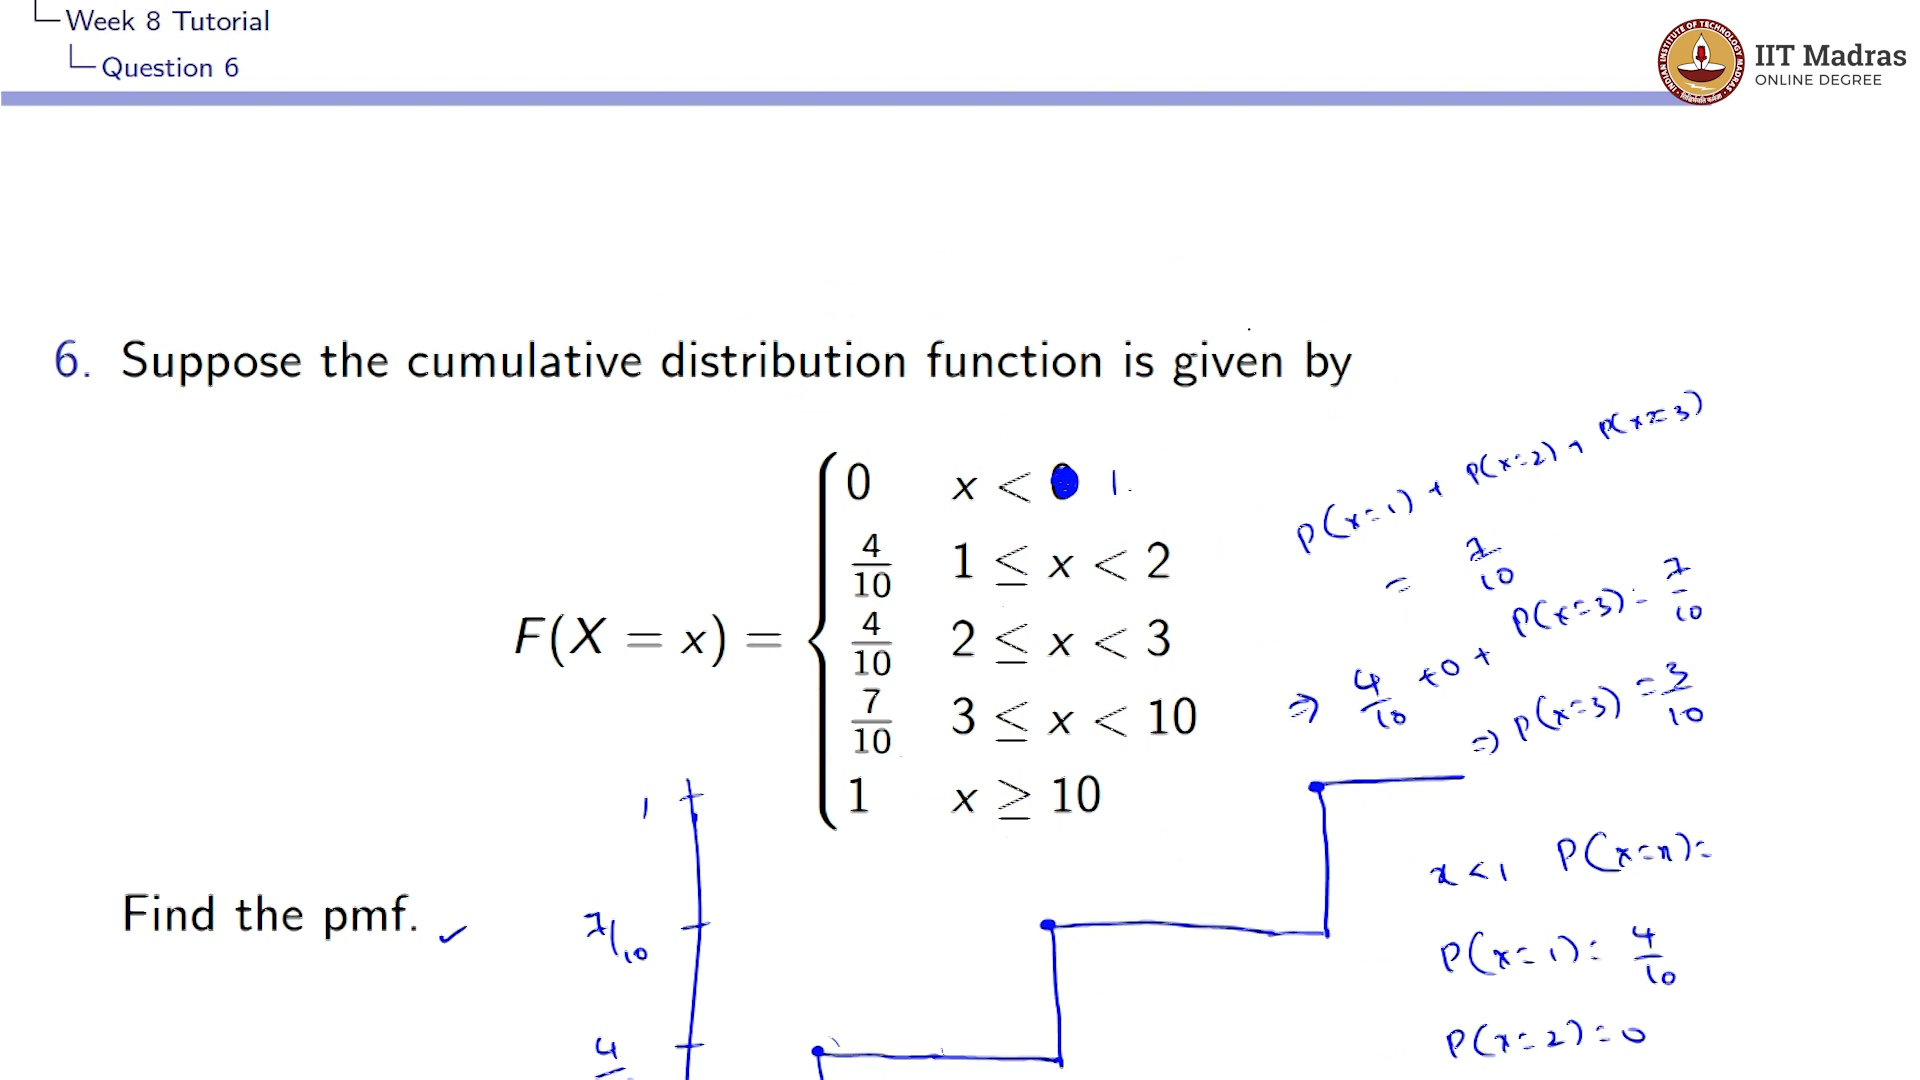 Week 8 Tutorial
Question 6
IIT Madras
ONLINE DEGREE
6. Suppose the cumulative distribution function is given by
F(X = x) =
0 x < 1.
4/10 1 ≤ x < 2
4/10 2 ≤ x < 3
7/10 3 ≤ x < 10
1 x ≥ 10
P(x=1) + P(x=2) + P(x=3)
= 7/10
⇒ 4/10 +0 + P(x=3) = 7/10
⇒ P(x=3) = 3/10
Find the pmf. ✓
1
7/10
4
x < 1 P(x=x) =
P(x=1) = 4/10
P(x=2) = 0